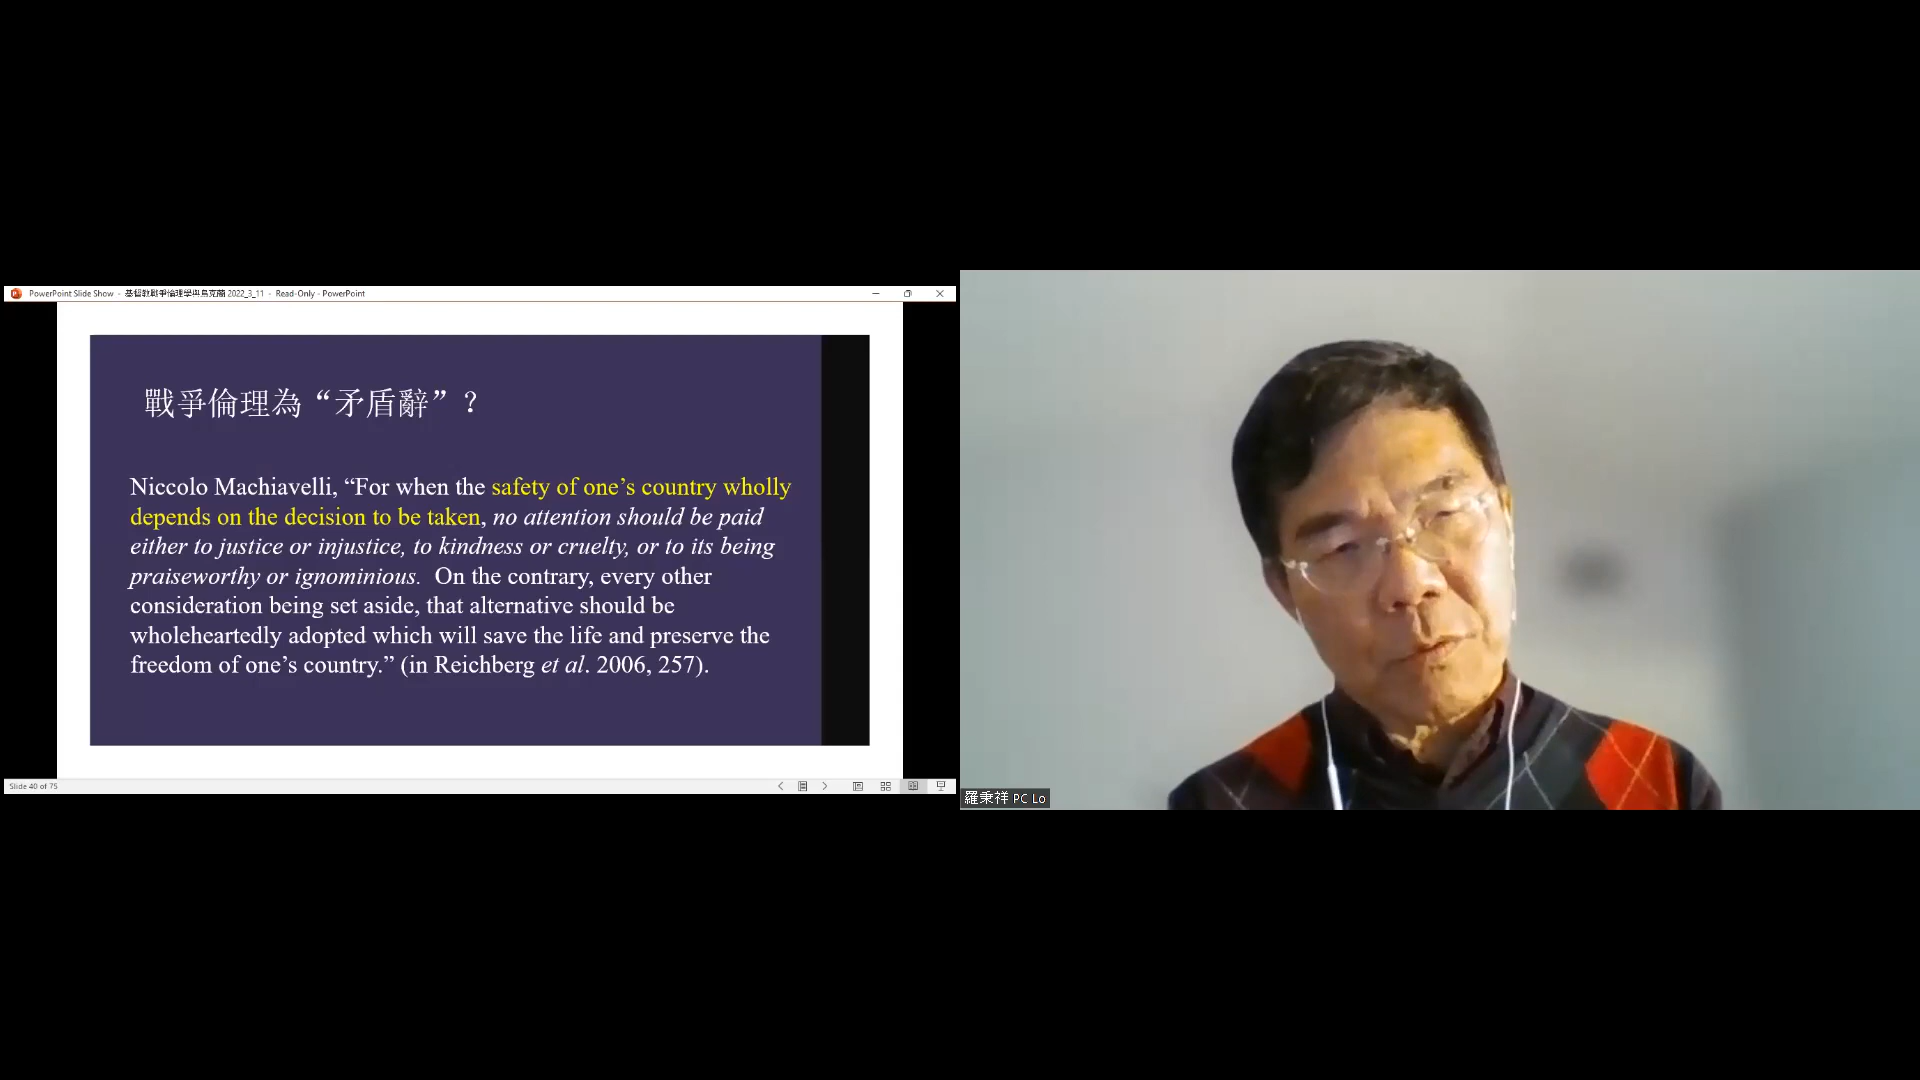 PowerPoint Slide Show - 基督教戰爭倫理學與烏克蘭 2022_3_11 - Read-Only - PowerPoint
戰爭倫理為“矛盾辭”？
Niccolo Machiavelli, “For when the safety of one’s country wholly
depends on the decision to be taken, no attention should be paid
either to justice or injustice, to kindness or cruelty, or to its being
praiseworthy or ignominious. On the contrary, every other
consideration being set aside, that alternative should be
wholeheartedly adopted which will save the life and preserve the
freedom of one’s country.” (in Reichberg et al. 2006, 257).
Slide 40 of 75
羅秉祥 PC Lo